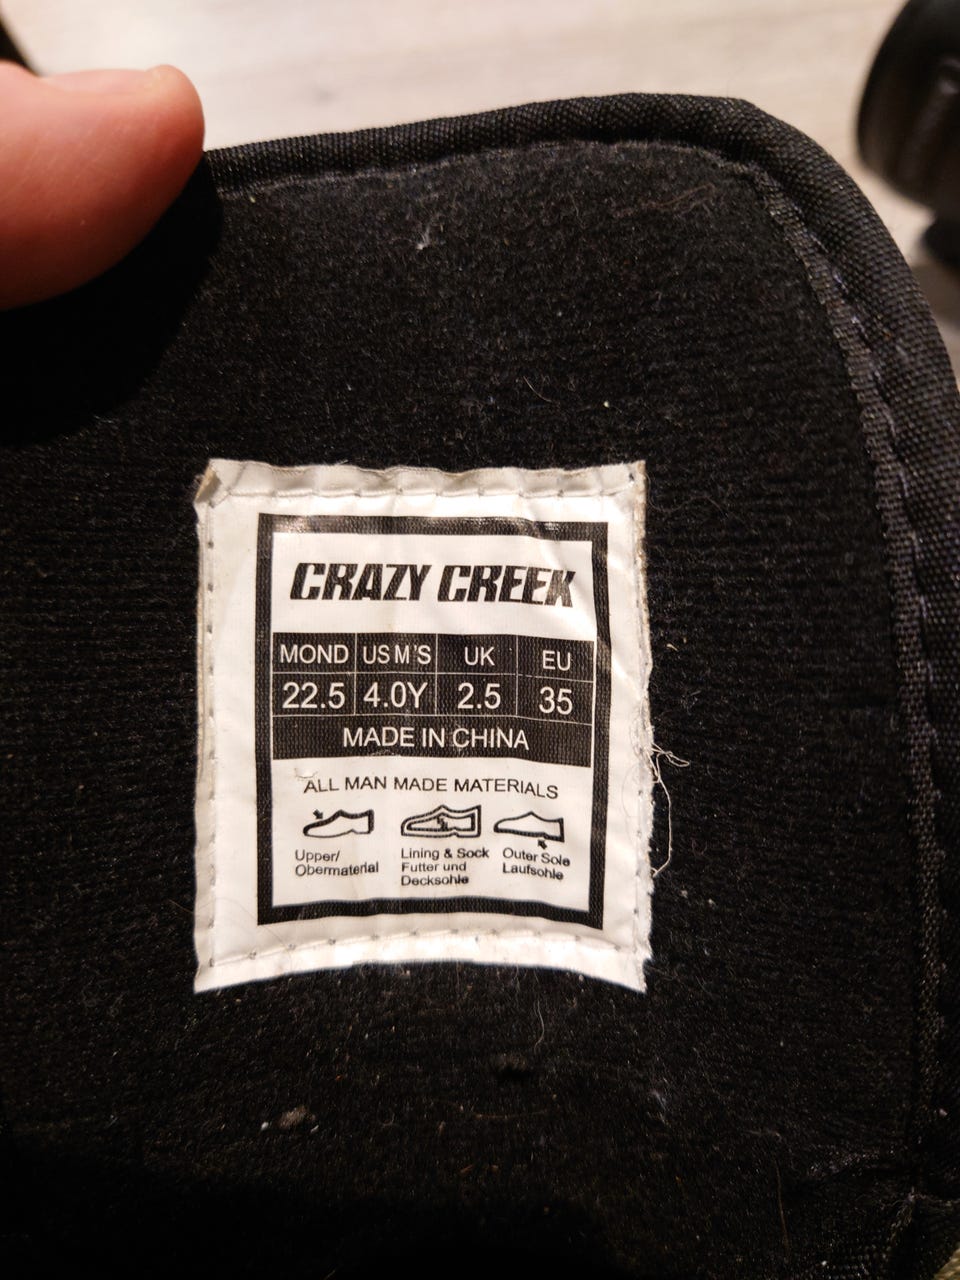 CRAZY CREEK
MOND US M'S UK EU
22.5 4.0Y 2.5 35
MADE IN CHINA
ALL MAN MADE MATERIALS
Upper/
Obermaterial
Lining & Sock
Futter und
Decksohle
Outer Sole
Laufsohle